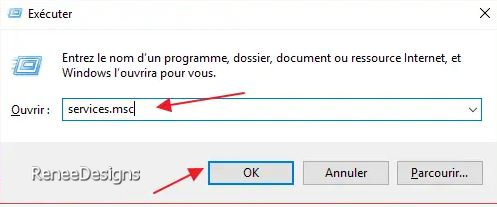 Exécuter
Entrez le nom d'un programme, dossier, document ou ressource Internet, et
Windows l'ouvrira pour vous.
Ouvrir : services.msc
ReneeDesigns
OK Annuler Parcourir...